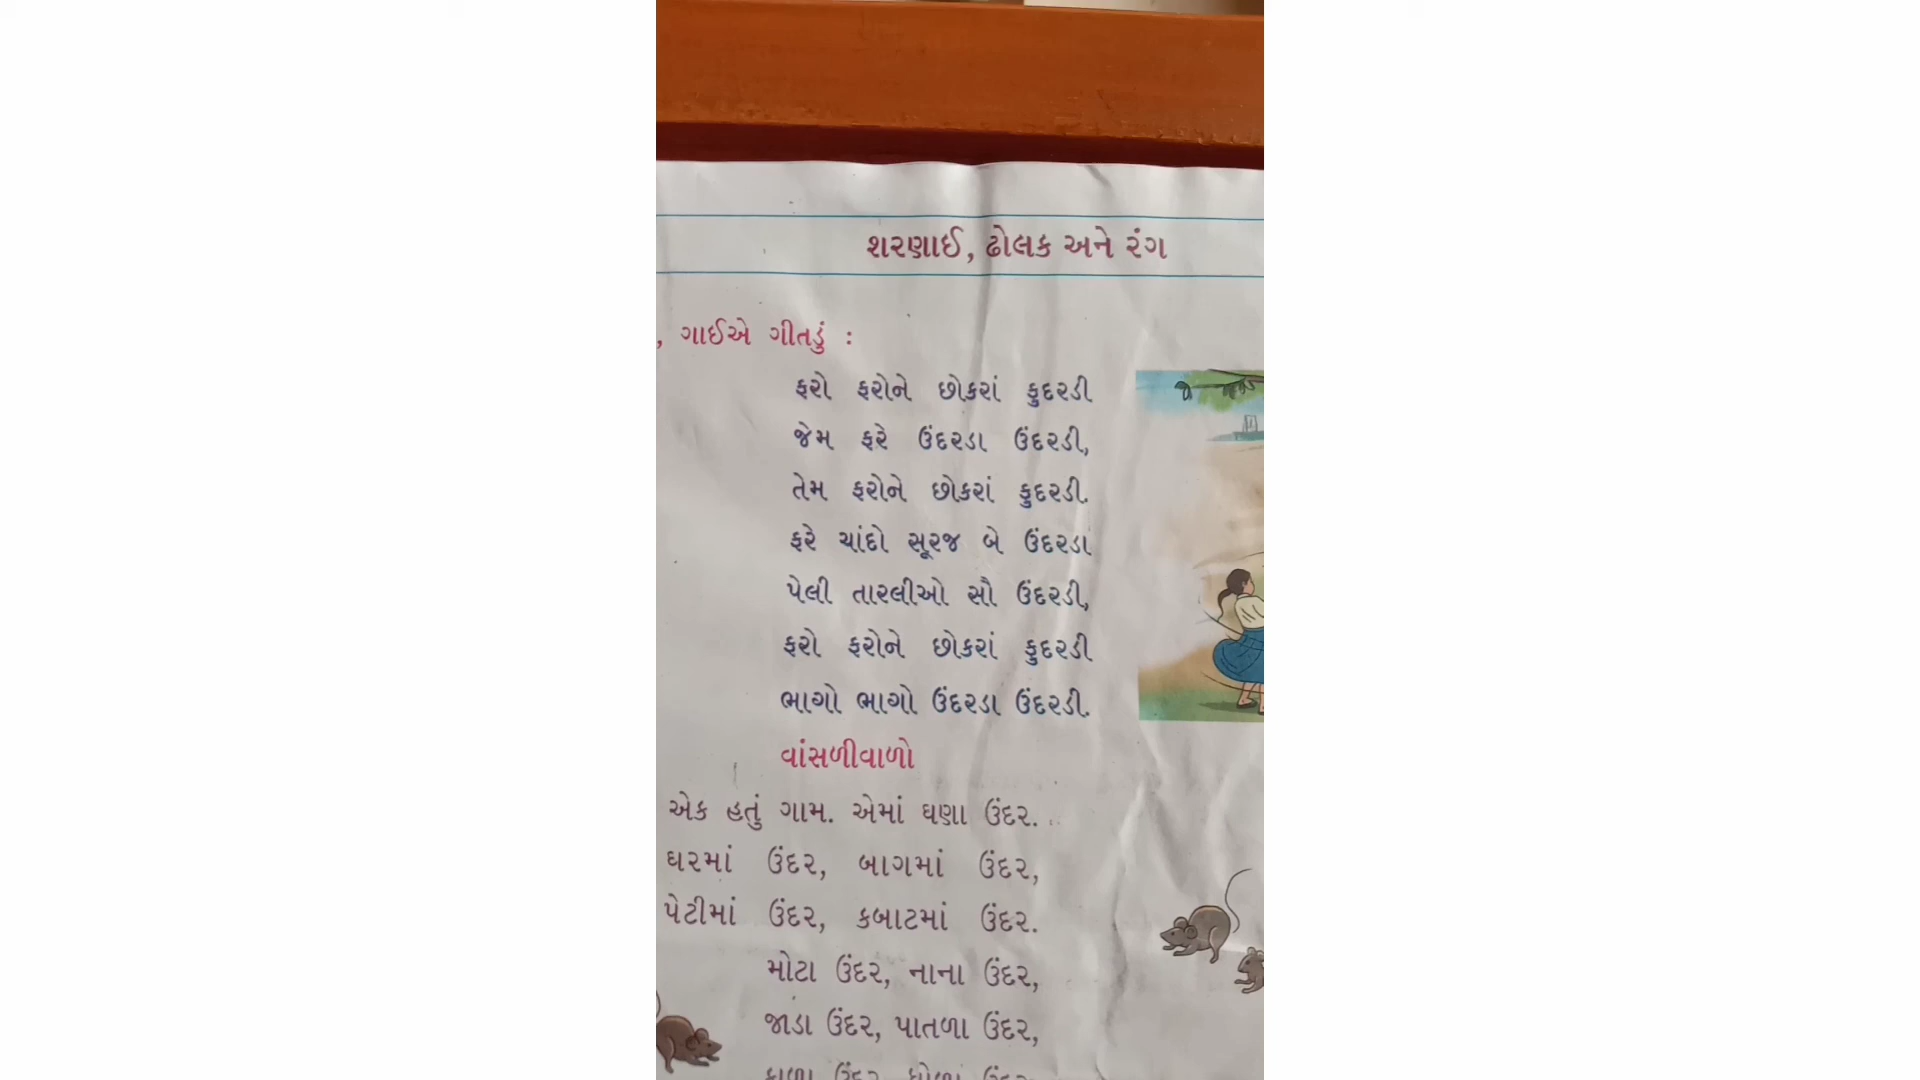 શરણાઈ, ઢોલક અને રંગ
, ગાઈએ ગીતડું :
ફરો ફરોને છોકરાં ફુદરડી
જેમ ફરે ઉંદરડા ઉંદરડી,
તેમ ફરોને છોકરાં ફુદરડી.
ફરે ચાંદો સૂરજ બે ઉંદરડા
પેલી તારલીઓ સૌ ઉંદરડી,
ફરો ફરોને છોકરાં ફુદરડી
ભાગો ભાગો ઉંદરડા ઉંદરડી.
વાંસળીવાળો
એક હતું ગામ. એમાં ઘણા ઉંદર.
ઘરમાં ઉંદર, બાગમાં ઉંદર,
પેટીમાં ઉંદર, કબાટમાં ઉંદર.
મોટા ઉંદર, નાના ઉંદર,
જાડા ઉંદર, પાતળા ઉંદર,